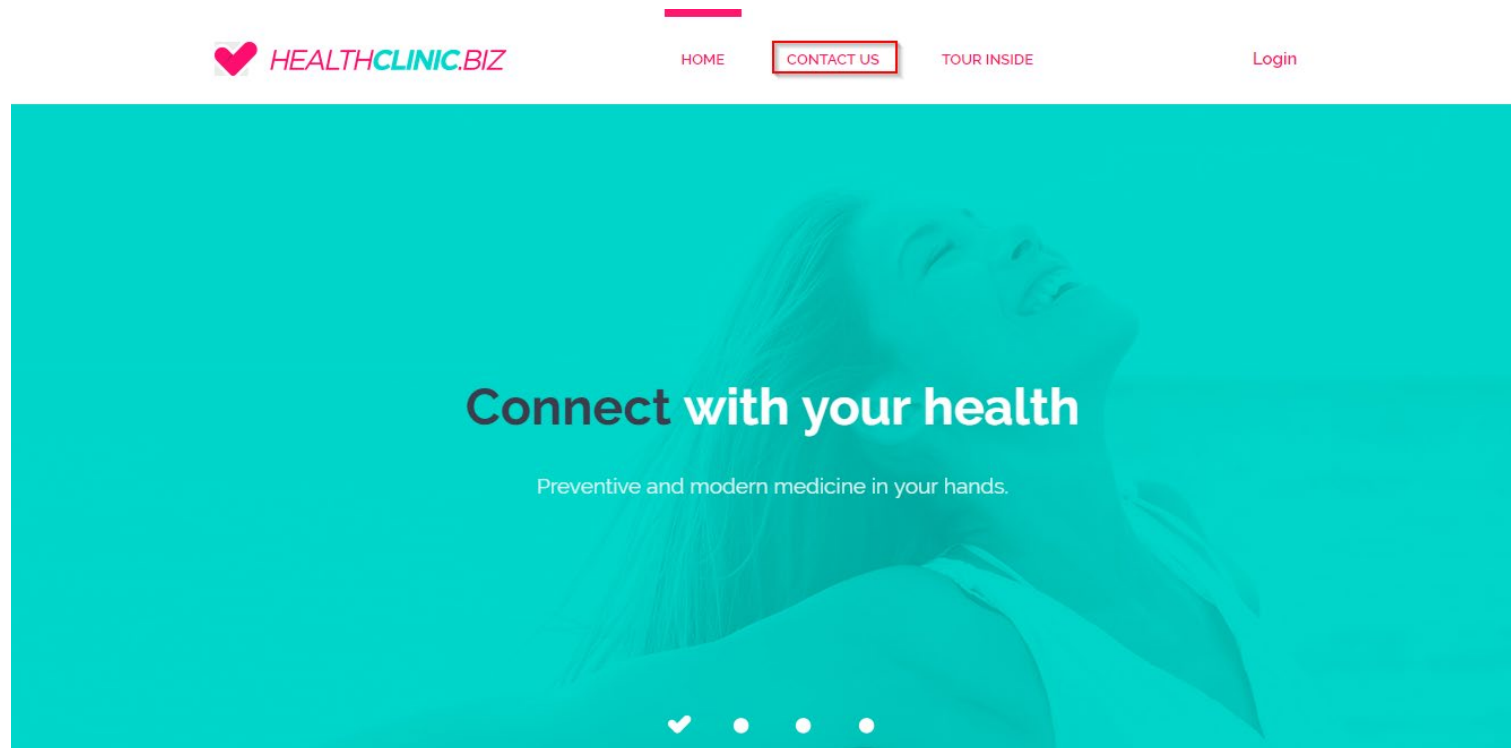 HEALTHCLINIC.BIZ
HOME
CONTACT US
TOUR INSIDE
Login
Connect with your health
Preventive and modern medicine in your hands.